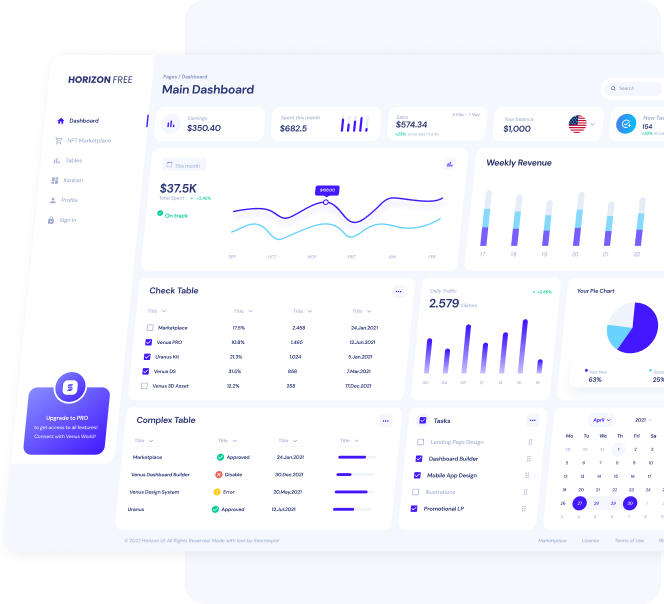 HORIZON FREE
Dashboard
NFT Marketplace
Tables
Kanban
Profile
Sign In
Upgrade to PRO
to get access to all features!
Connect with Venus World!
Pages / Dashboard
Main Dashboard
Search
Earnings
$350.40
Spent this month
$682.5
Sales
$574.34
+23% since last month
Your balance
$1,000
New Tas
154
This month
$37.5K
Total Spent +2.45%
On track
SEP OCT NOV DEC JAN FEB
Weekly Revenue
17 18 19 20 21 22
Check Table
Title Title Title Title
Marketplace 17.5% 2.458 24.Jan.2021
Venus PRO 10.8% 1.485 12.Jun.2021
Uranus Kit 21.3% 1.024 5.Jan.2021
Venus DS 31.5% 858 7.Mar.2021
Venus 3D Asset 12.2% 258 17.Dec.2021
Daily Traffic
2.579 Visitors
+2.45%
00 04 08 12 14 16 18
Your Pie Chart
Your files
63%
25%
Complex Table
Title Title Title Title
Marketplace Approved 24.Jan.2021
Venus Dashboard Builder Disable 30.Dec.2021
Venus Design System Error 20.May.2021
Uranus Approved 12.Jul.2021
Tasks
Landing Page Design
Dashboard Builder
Mobile App Design
Illustrations
Promotional LP
April 2021
Mo Tu We Th Fr Sa
29 30 31 1 2 3
5 6 7 8 9 10
12 13 14 15 16 17
19 20 21 22 23 24
26 27 28 29 30 1
3 4 5 6 7 8
© 2022 Horizon UI. All Rights Reserved. Made with love by Simmmple!
Marketplace License Terms of Use